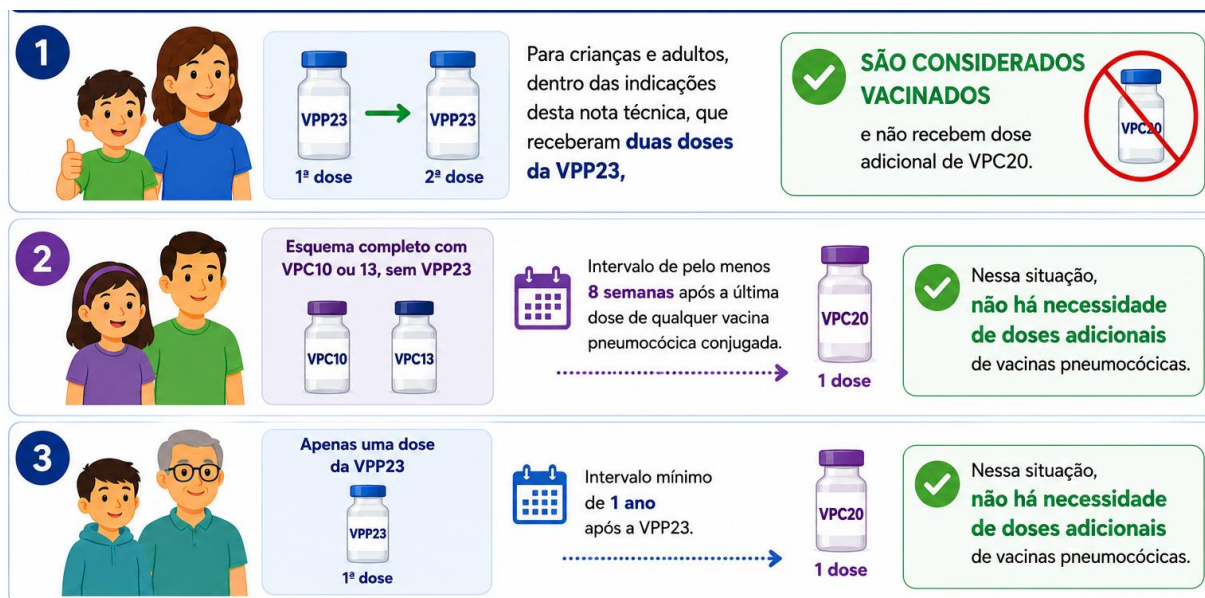 1
VPP23
VPP23
1ª dose
2ª dose
Para crianças e adultos,
dentro das indicações
desta nota técnica, que
receberam duas doses
da VPP23,
SÃO CONSIDERADOS
VACINADOS
e não recebem dose
adicional de VPC20.
VPC20
2
Esquema completo com
VPC10 ou 13, sem VPP23
VPC10
VPC13
Intervalo de pelo menos
8 semanas após a última
dose de qualquer vacina
pneumocócica conjugada.
VPC20
1 dose
Nessa situação,
não há necessidade
de doses adicionais
de vacinas pneumocócicas.
3
Apenas uma dose
da VPP23
VPP23
1ª dose
Intervalo mínimo
de 1 ano
após a VPP23.
VPC20
1 dose
Nessa situação,
não há necessidade
de doses adicionais
de vacinas pneumocócicas.